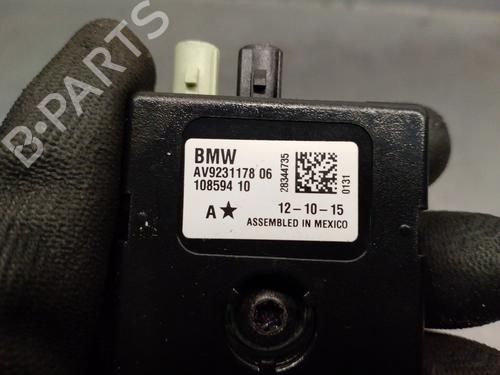 B-PARTS
BMW
AV9231178 06
108594 10
A★ 12-10-15
ASSEMBLED IN MEXICO
28344735
0131